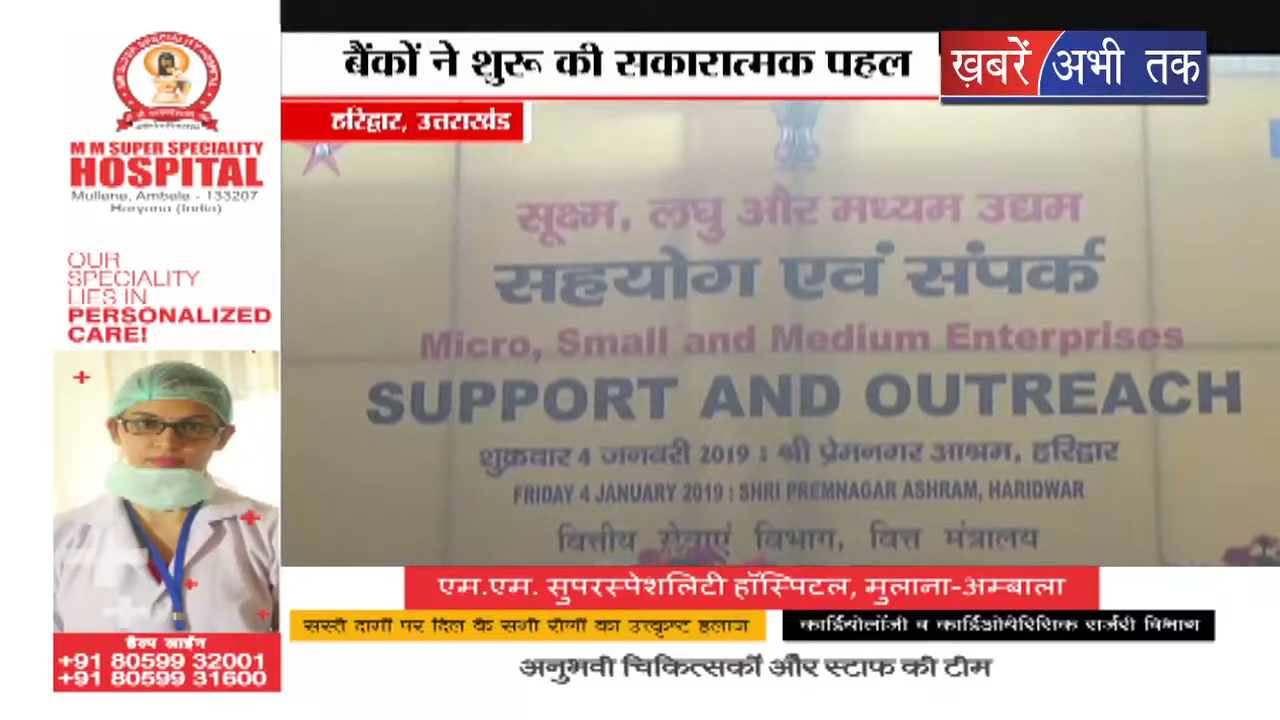 M M SUPER SPECIALITY
HOSPITAL
Mullana, Ambala - 133207
Haryana (India)
OUR
SPECIALITY
LIES IN
PERSONALIZED
CARE!
हैल्प लाईन
+91 80599 32001
+91 80599 31600
बैंकों ने शुरू की सकारात्मक पहल
ख़बरें अभी तक
हरिद्वार, उत्तराखंड
सूक्ष्म, लघु और मध्यम उद्यम
सहयोग एवं संपर्क
Micro, Small and Medium Enterprises
SUPPORT AND OUTREACH
शुक्रवार 4 जनवरी 2019 : श्री प्रेमनगर आश्रम, हरिद्वार
FRIDAY 4 JANUARY 2019 : SHRI PREMNAGAR ASHRAM, HARIDWAR
वित्तीय सेवाएं विभाग, वित्त मंत्रालय
एम.एम. सुपरस्पेशलिटी हॉस्पिटल, मुलाना-अम्बाला
सस्ते दामों पर दिल के सभी रोगों का उत्कृष्ट इलाज
कार्डियोलॉजी व कार्डिओथैरेसिक सर्जरी विभाग
अनुभवी चिकित्सकों और स्टाफ की टीम